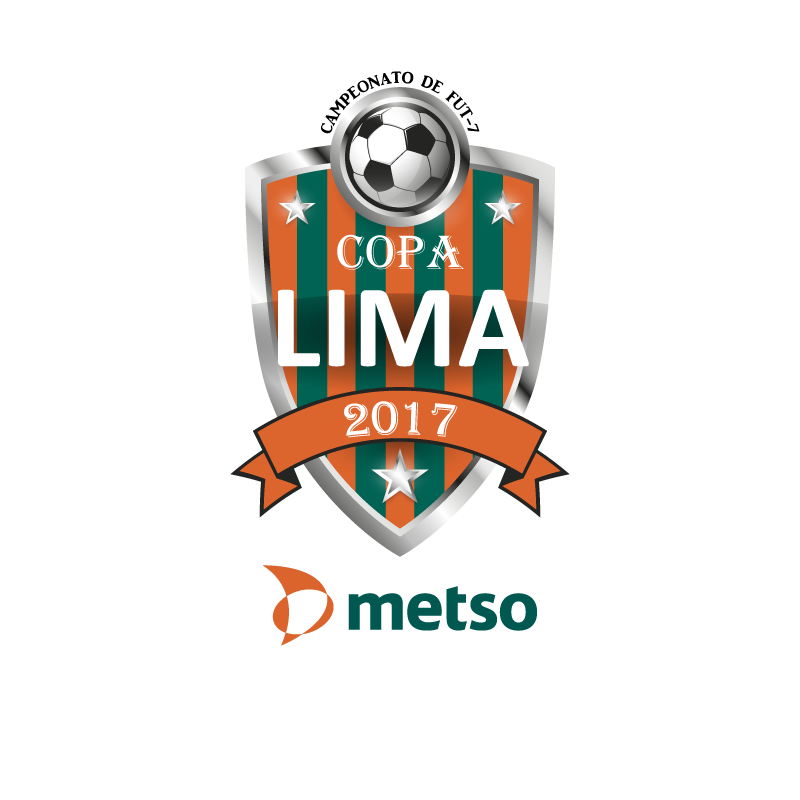 CAMPEONATO DE FUT-7
COPA
LIMA
2017
metso